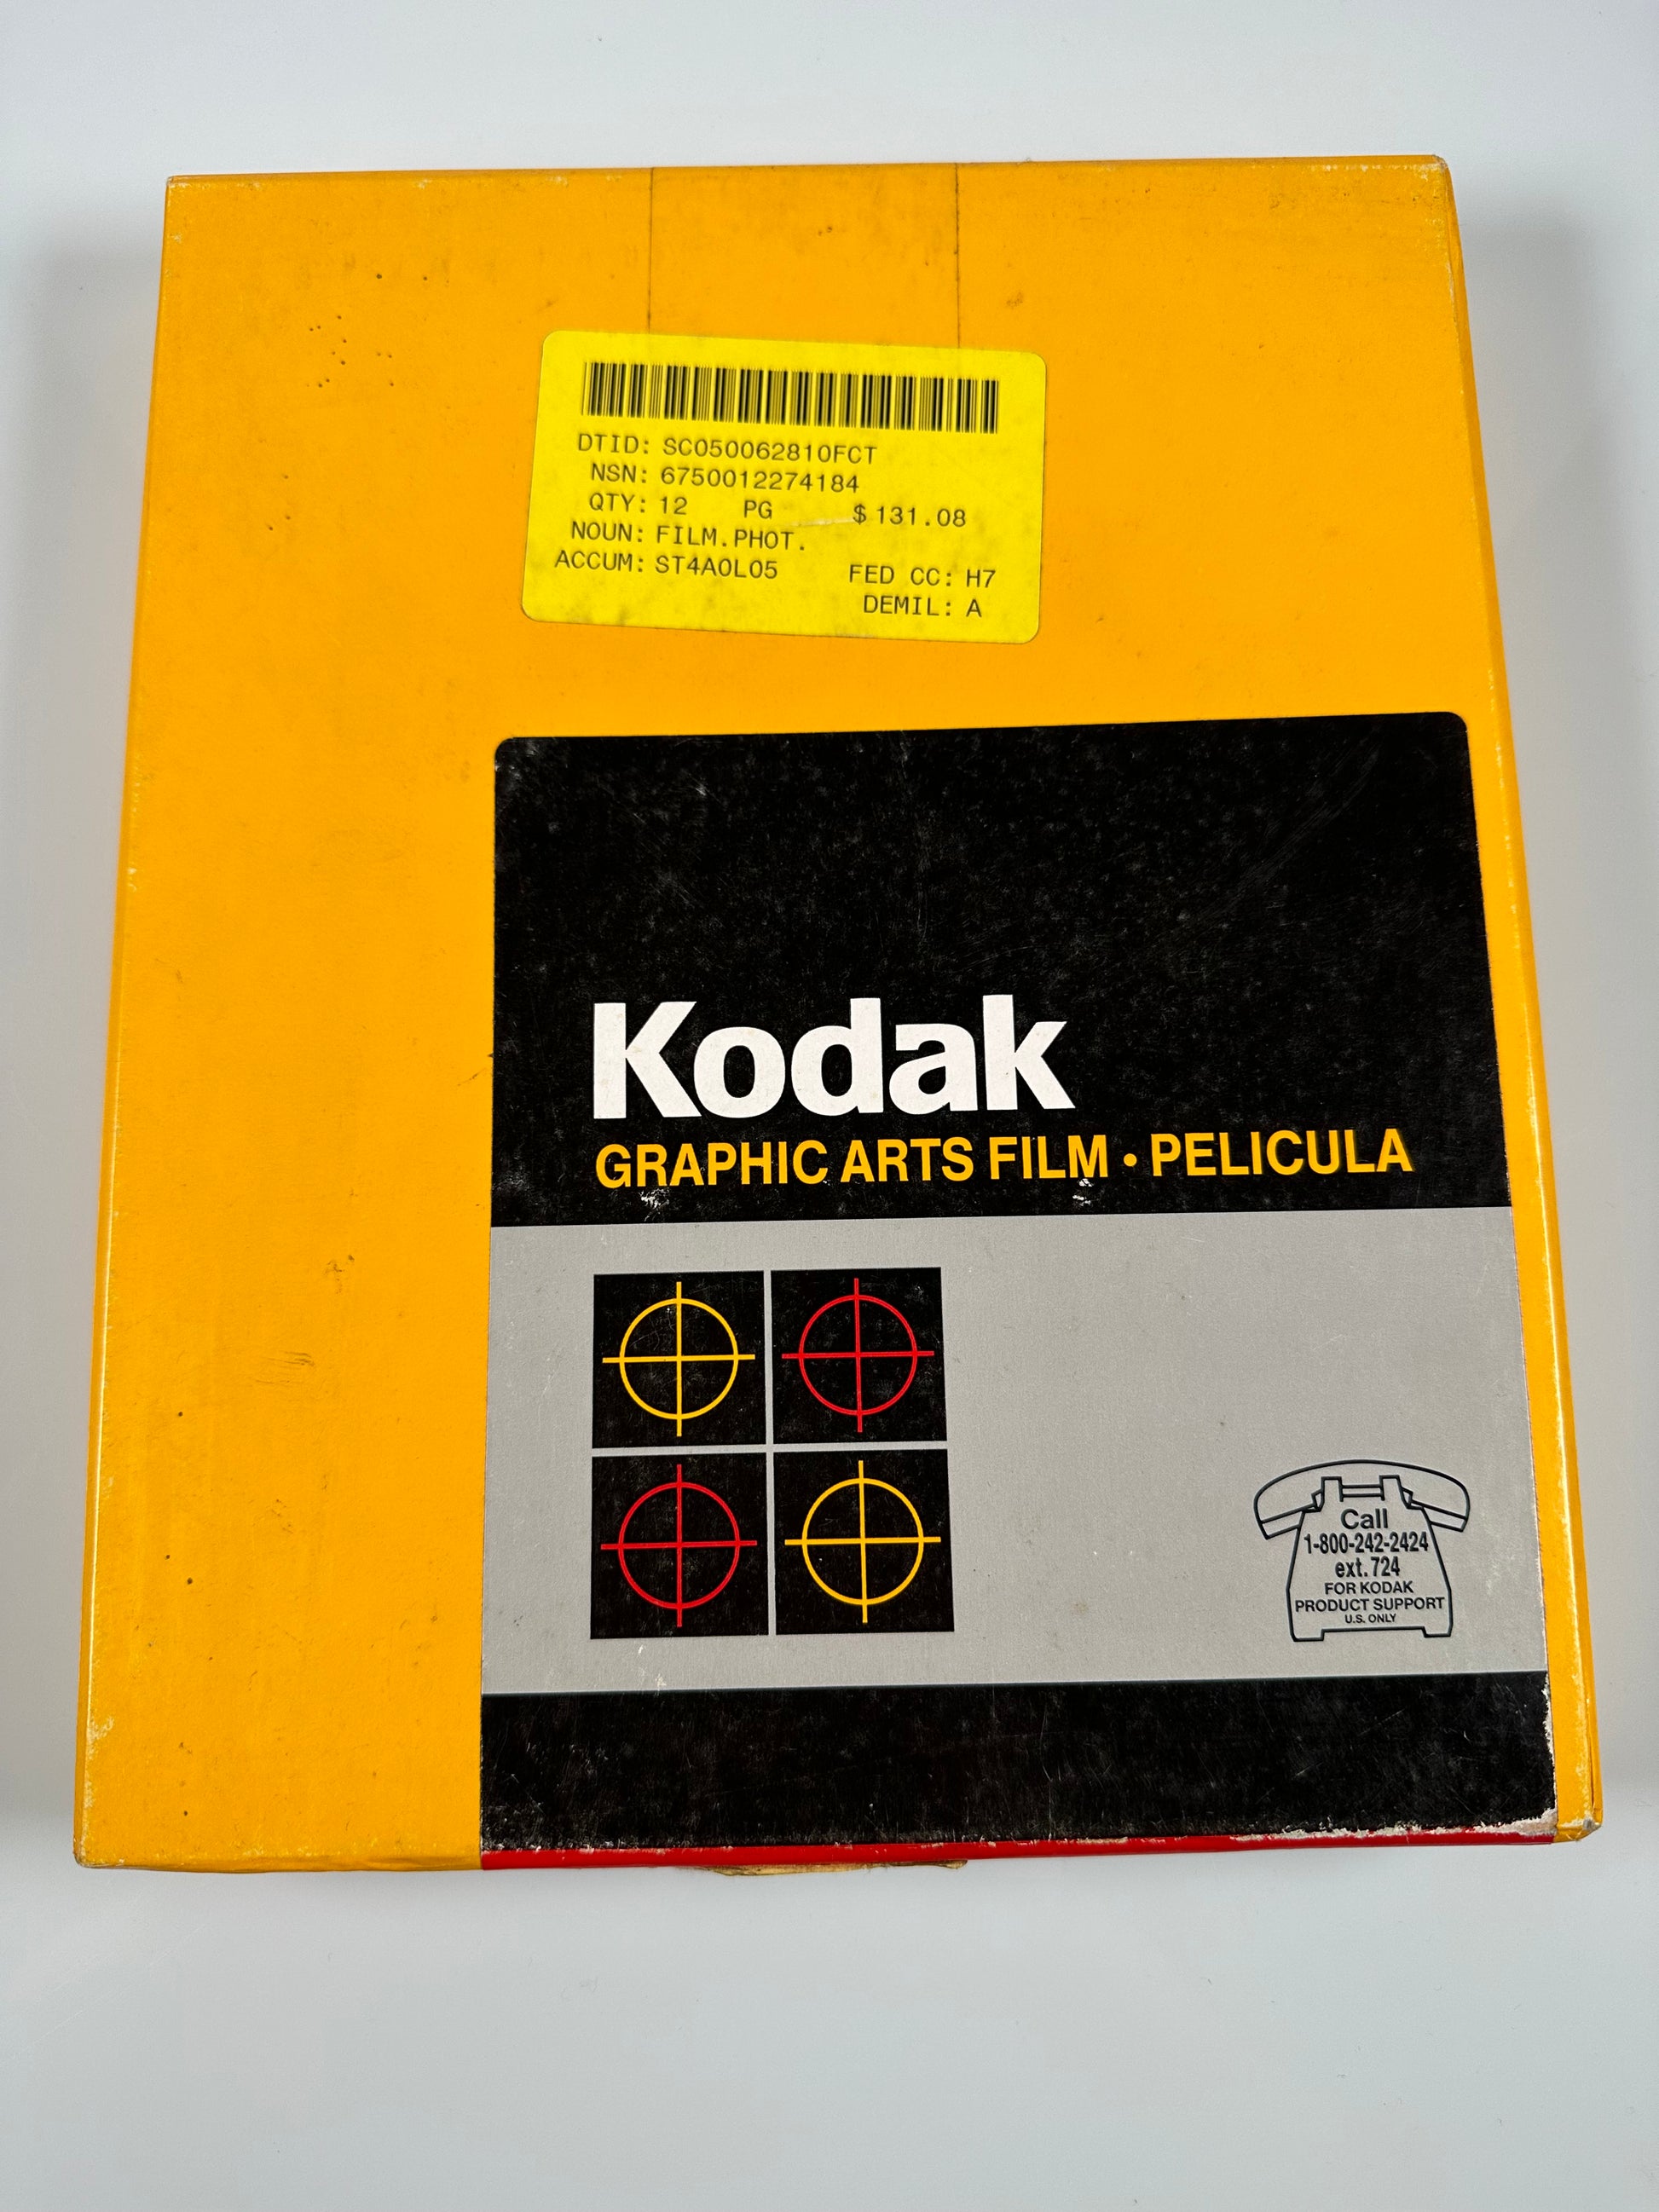 DTID: SC050062810FCT
NSN: 6750012274184
QTY: 12 PG $131.08
NOUN: FILM.PHOT.
ACCUM: ST4A0L05 FED CC: H7
DEMIL: A
Kodak
GRAPHIC ARTS FILM • PELICULA
Call
1-800-242-2424
ext. 724
FOR KODAK
PRODUCT SUPPORT
U.S. ONLY